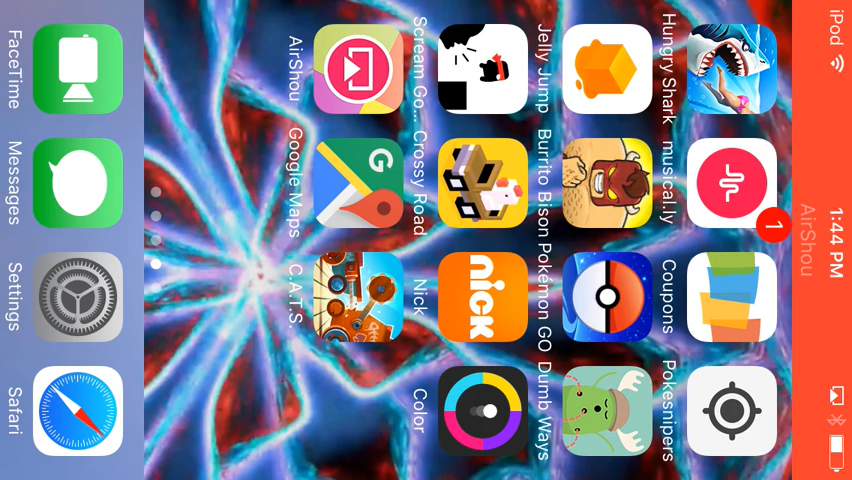 iPod 1:44 PM
AirShou
1
Hungry Shark musical.ly Coupons Pokesnipers
Jelly Jump Burrito Bison Pokémon GO Dumb Ways
nick
Scream Go... Crossy Road Nick Color
G
AirShou Google Maps C.A.T.S.
FaceTime Messages Settings Safari